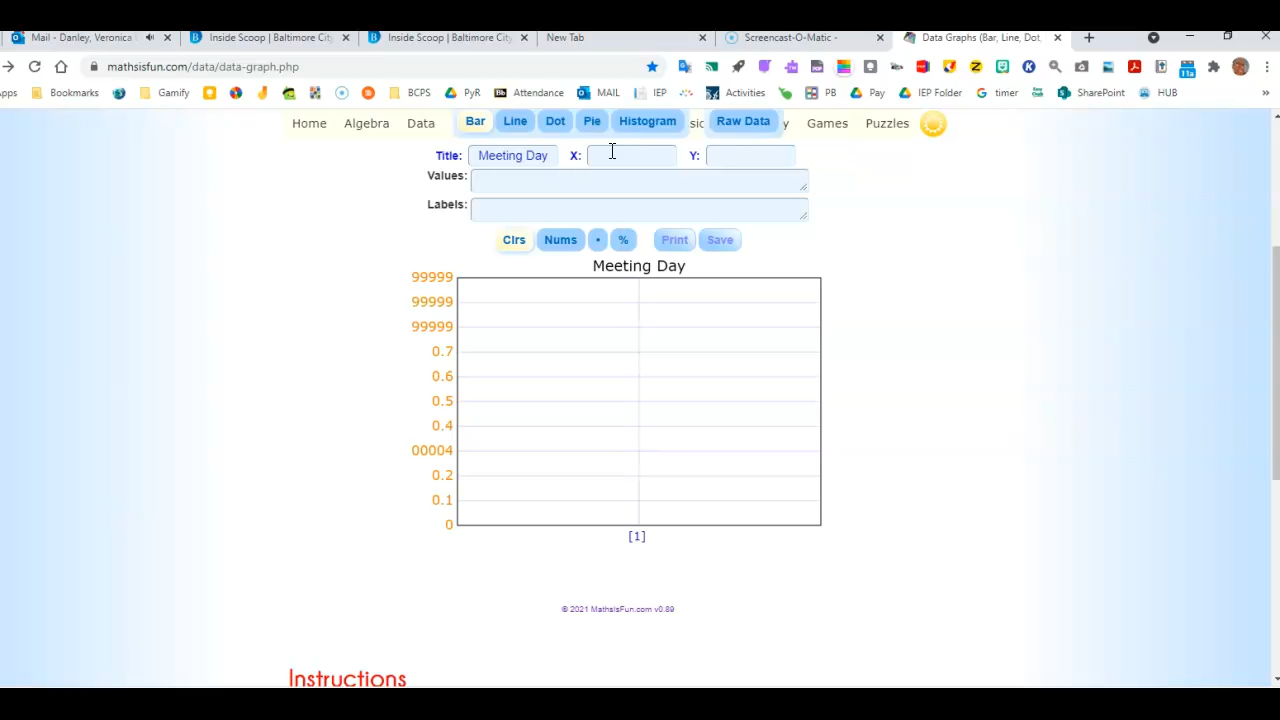 Mail - Danley, Veronica
Inside Scoop | Baltimore City
Inside Scoop | Baltimore City
New Tab
Screencast-O-Matic -
Data Graphs (Bar, Line, Dot,
mathsisfun.com/data/data-graph.php
11a
pps
Bookmarks
Gamify
BCPS
PyR
Bb Attendance
MAIL
IEP
Activities
PB
Pay
IEP Folder
timer
SharePoint
HUB
»
Home
Algebra
Data
Bar
Line
Dot
Pie
Histogram
sic
Raw Data
y
Games
Puzzles
Title: Meeting Day X: Y:
Values:
Labels:
Clrs
Nums
•
%
Print
Save
Meeting Day
99999
99999
99999
0.7
0.6
0.5
0.4
00004
0.2
0.1
0
[1]
© 2021 MathsIsFun.com v0.89
Instructions